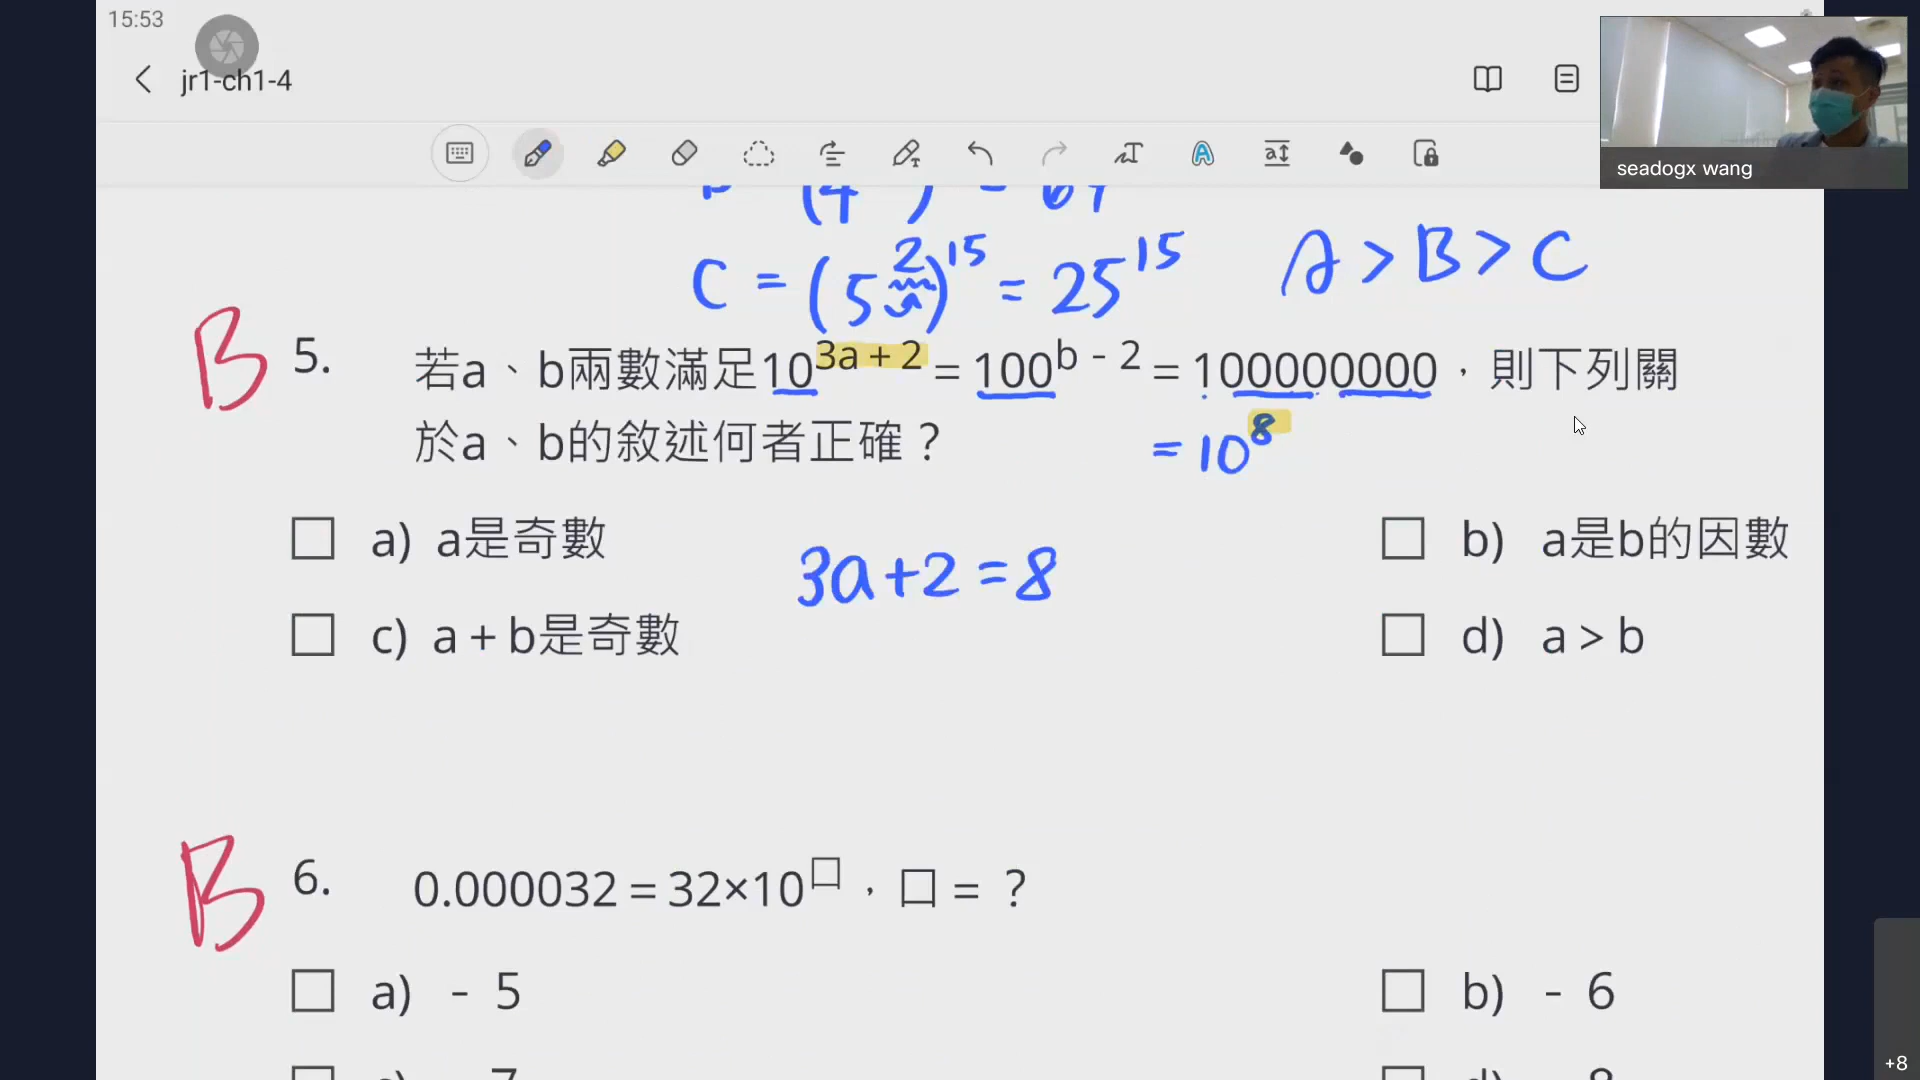 15:53
jr1-ch1-4
seadogx wang
C = (5²)¹⁵ = 25¹⁵
A > B > C
B
5. 若a、b兩數滿足10³ᵃ⁺² = 100ᵇ⁻² = 100000000，則下列關
於a、b的敘述何者正確？
= 10⁸
a) a是奇數
b) a是b的因數
3a+2=8
c) a + b是奇數
d) a > b
B
6. 0.000032 = 32×10□，□ = ？
a) - 5
b) - 6
+8